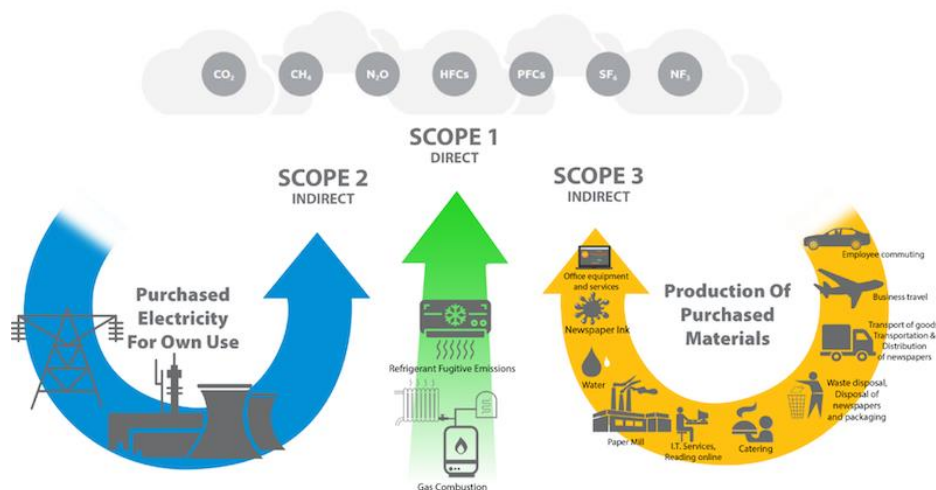 CO₂ CH₄ N₂O HFCs PFCs SF₆ NF₃
SCOPE 1
DIRECT
SCOPE 2
INDIRECT
SCOPE 3
INDIRECT
Purchased
Electricity
For Own Use
Refrigerant Fugitive Emissions
Gas Combustion
Production Of
Purchased
Materials
Office equipment
and services
Newspaper Ink
Water
Paper Mill
I.T. Services,
Reading online
Catering
Waste disposal,
Disposal of
newspapers
and packaging
Transport of goods
Transportation &
Distribution
of newspapers
Business travel
Employee commuting